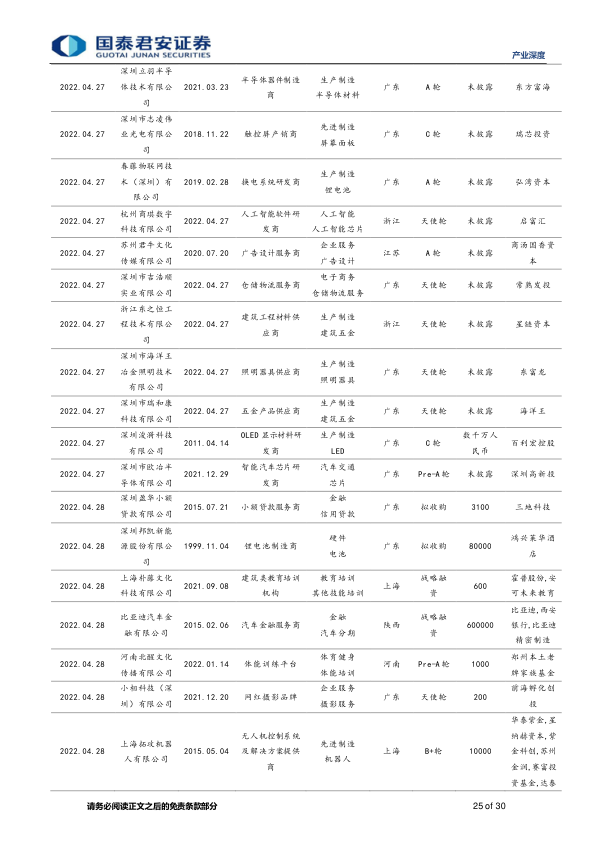 国泰君安证券
GUOTAI JUNAN SECURITIES
产业深度
2022.04.27 深圳立羽半导体技术有限公司 2021.03.23 半导体器件制造商 生产制造 半导体材料 广东 A 轮 未披露 东方富海
2022.04.27 深圳市志凌伟业光电有限公司 2018.11.22 触控屏产销商 先进制造 屏幕面板 广东 C 轮 未披露 瑞芯投资
2022.04.27 春藤物联网技术（深圳）有限公司 2019.02.28 换电系统研发商 生产制造 锂电池 广东 A 轮 未披露 弘湾资本
2022.04.27 杭州商琪数字科技有限公司 2022.04.27 人工智能软件研发商 人工智能 人工智能芯片 浙江 天使轮 未披露 启富汇
2022.04.27 苏州君牛文化传媒有限公司 2020.07.20 广告设计服务商 企业服务 广告设计 江苏 A 轮 未披露 商汤国香资本
2022.04.27 深圳市吉浩顺实业有限公司 2022.04.27 仓储物流服务商 电子商务 仓储物流服务 广东 天使轮 未披露 常熟发投
2022.04.27 浙江东之恒工程技术有限公司 2022.04.27 建筑工程材料供应商 生产制造 建筑五金 浙江 天使轮 未披露 星链资本
2022.04.27 深圳市海洋王冶金照明技术有限公司 2022.04.27 照明器具供应商 生产制造 照明器具 广东 天使轮 未披露 东富龙
2022.04.27 深圳市瑞和康科技有限公司 2022.04.27 五金产品供应商 生产制造 建筑五金 广东 天使轮 未披露 海洋王
2022.04.27 深圳浚漪科技有限公司 2011.04.14 OLED 显示材料研发商 生产制造 LED 广东 C 轮 数千万人民币 百利宏控股
2022.04.27 深圳市欧冶半导体有限公司 2021.12.29 智能汽车芯片研发商 汽车交通 芯片 广东 Pre-A 轮 未披露 深圳高新投
2022.04.28 深圳盈华小额贷款有限公司 2015.07.21 小额贷款服务商 金融 信用贷款 广东 拟收购 3100 三地科技
2022.04.28 深圳邦凯新能源股份有限公司 1999.11.04 锂电池制造商 硬件 电池 广东 拟收购 80000 鸿兴莱华酒店
2022.04.28 上海朴藤文化科技有限公司 2021.09.08 建筑类教育培训机构 教育培训 其他技能培训 上海 战略融资 600 霍普股份,安可未来教育
2022.04.28 比亚迪汽车金融有限公司 2015.02.06 汽车金融服务商 金融 汽车分期 陕西 战略融资 600000 比亚迪,西安银行,比亚迪精密制造
2022.04.28 河南北醒文化传播有限公司 2022.01.14 体能训练平台 体育健身 体能培训 河南 Pre-A 轮 1000 郑州本土老牌家族基金
2022.04.28 小初科技（深圳）有限公司 2021.12.20 网红摄影品牌 企业服务 摄影服务 广东 天使轮 200 前海孵化创投
2022.04.28 上海拓攻机器人有限公司 2015.05.04 无人机控制系统及解决方案提供商 先进制造 机器人 上海 B+轮 10000 华泰紫金,星纳赫资本,紫金科创,苏州金润,赛富投资基金,达泰
请务必阅读正文之后的免责条款部分
25 of 30